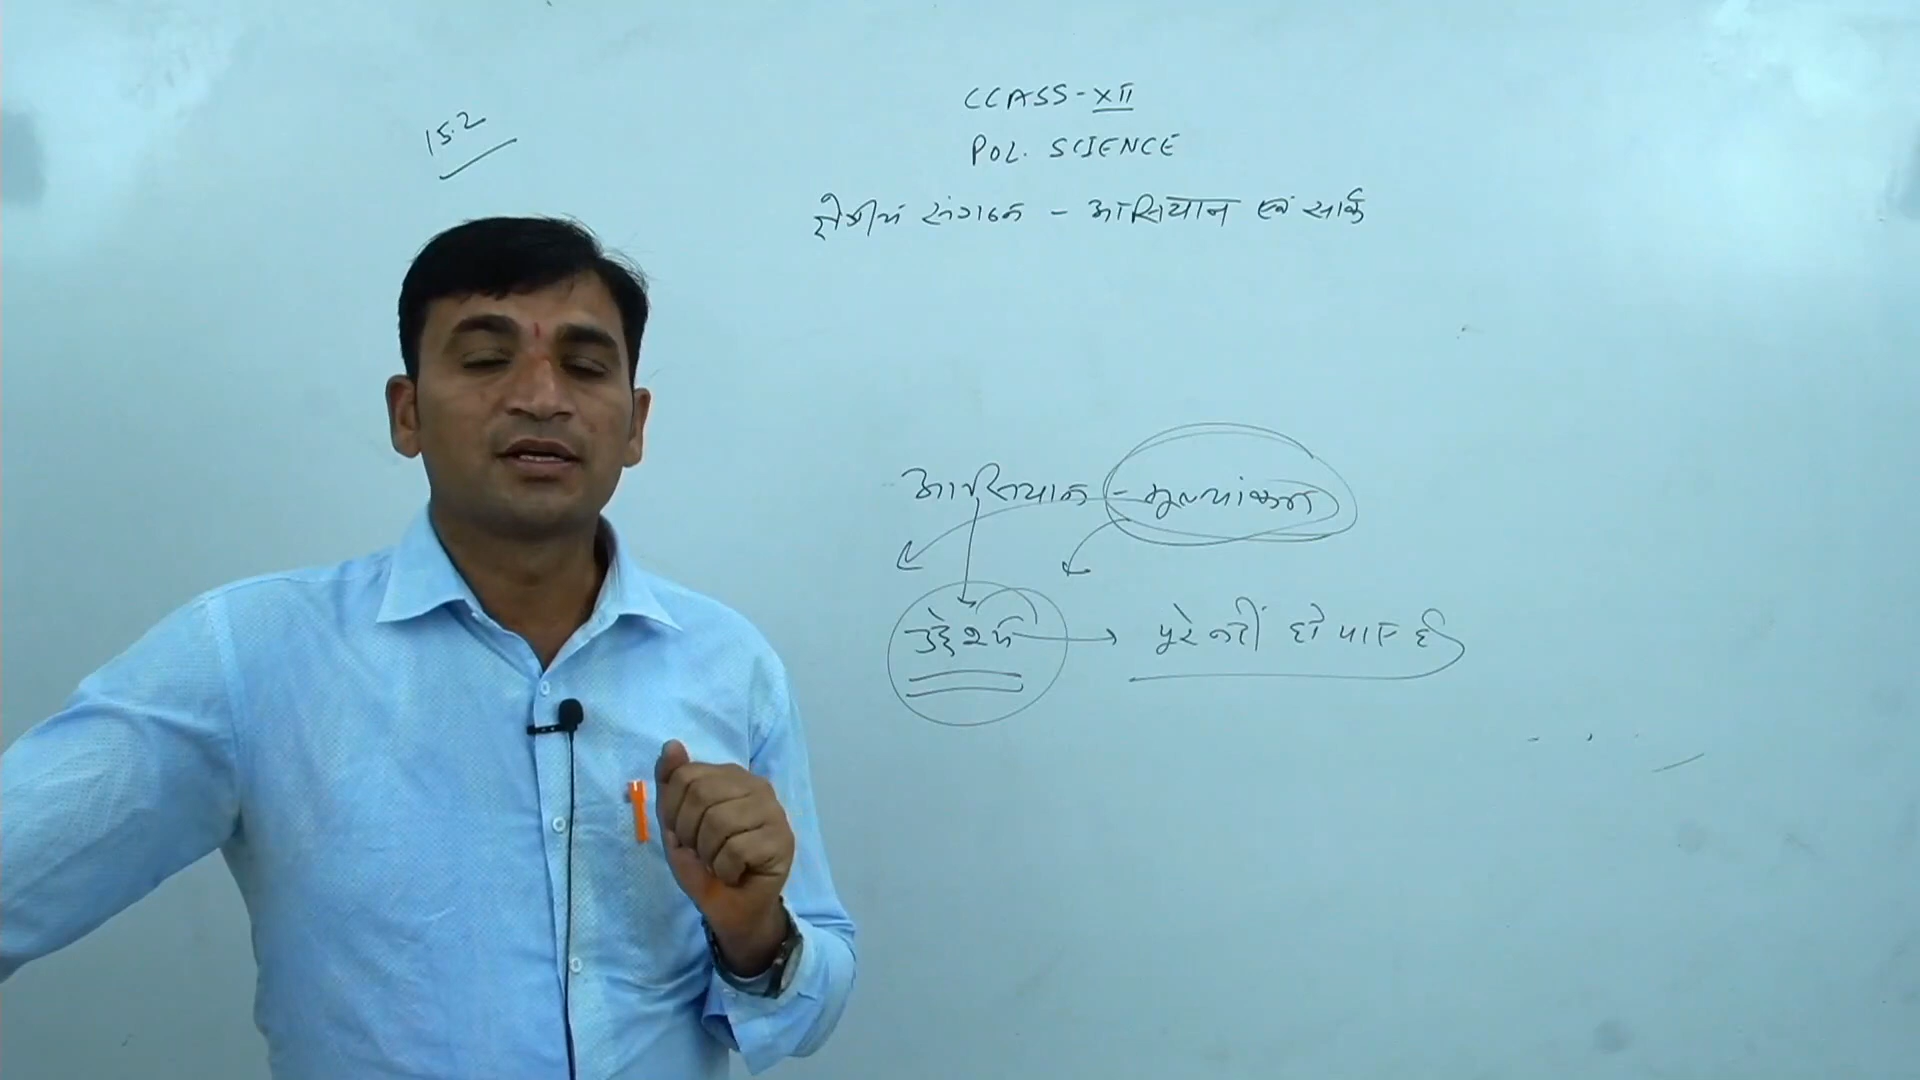 15.2
CLASS-XII
POL. SCIENCE
क्षेत्रीय संगठन - आसियान एवं सार्क
आसियान - मूल्यांकन
उद्देश्य → पूरे नहीं हो पाए है